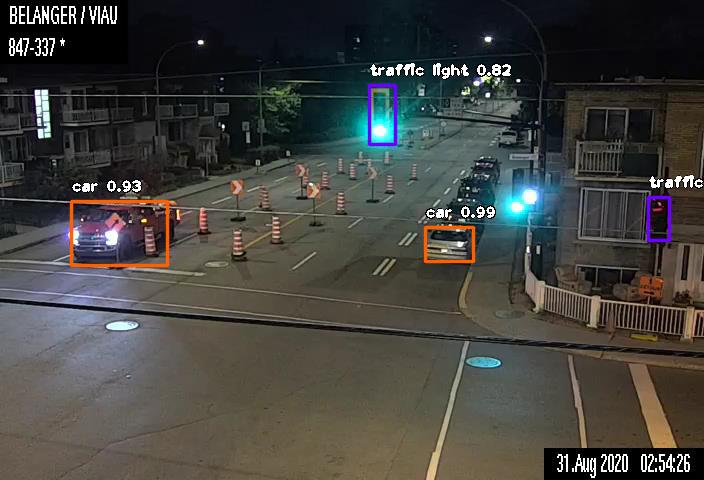 BELANGER / VIAU
847-337 *
traffic light 0.82
car 0.93
traffic
car 0.99
31.Aug 2020 02:54:26